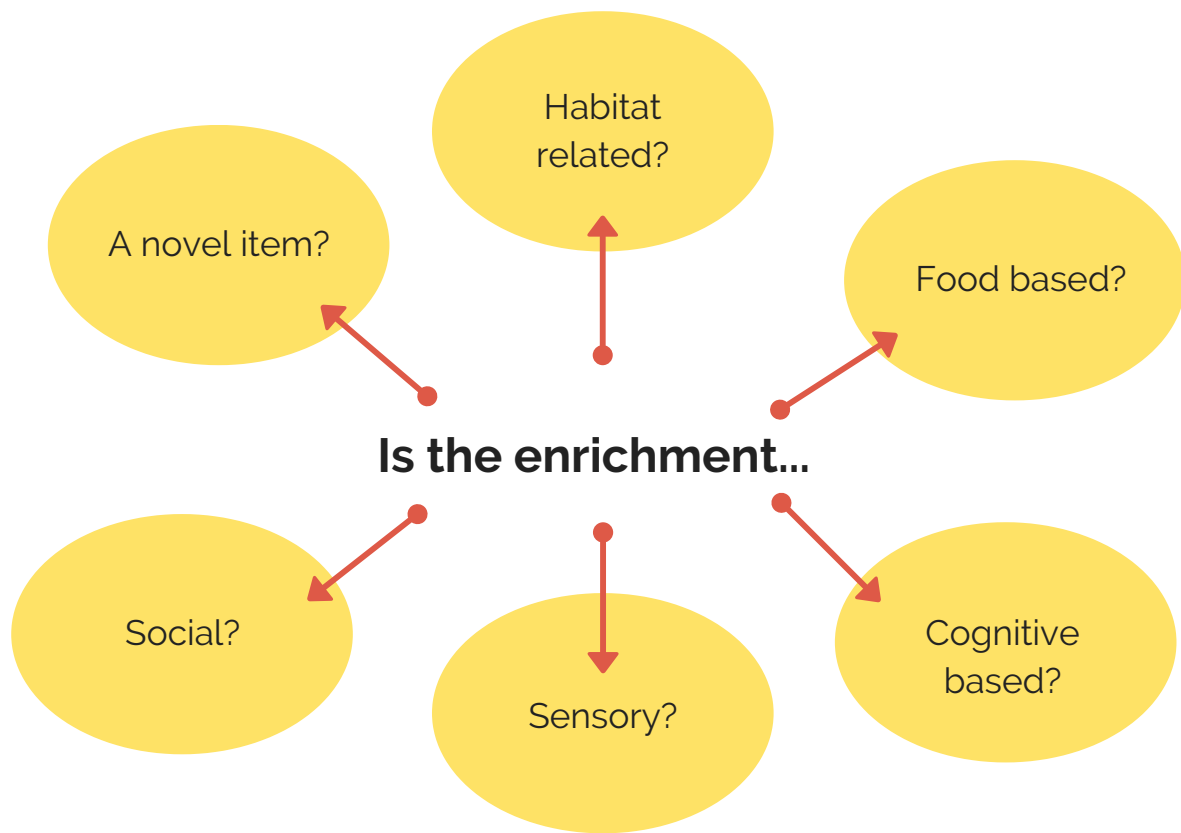 Habitat
related?
A novel item?
Food based?
Is the enrichment...
Social?
Cognitive
based?
Sensory?